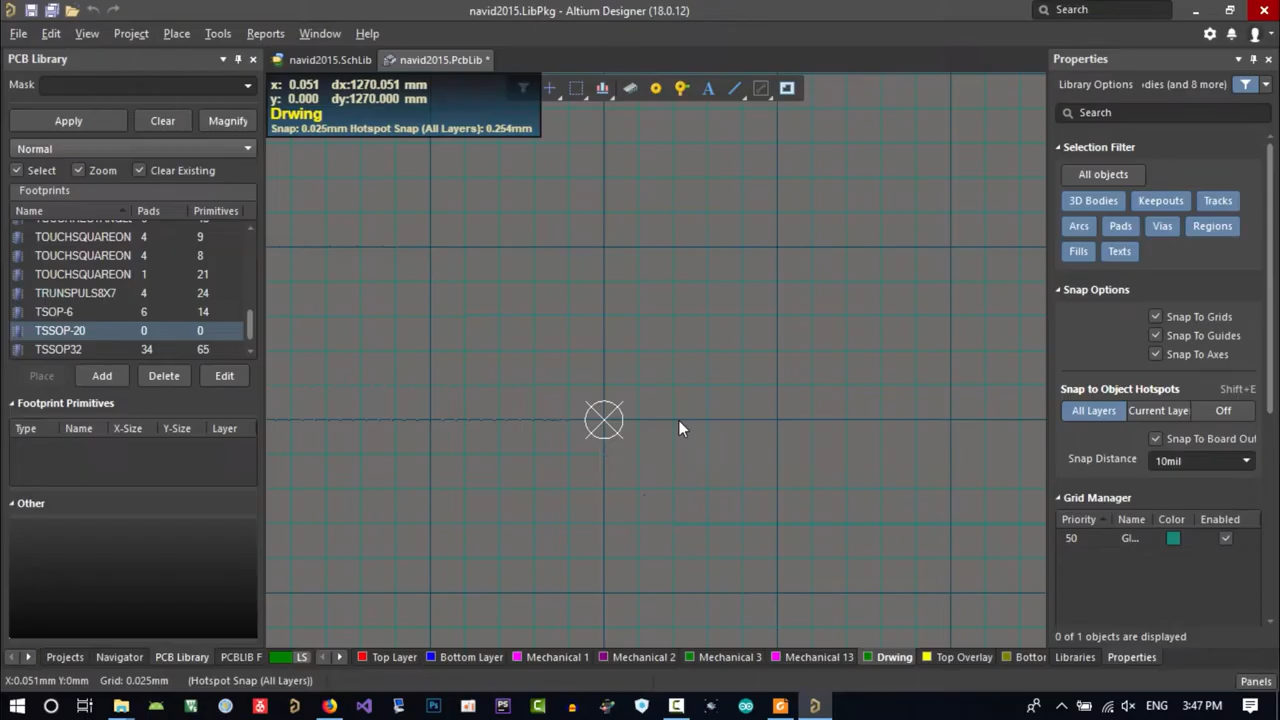 navid2015.LibPkg - Altium Designer (18.0.12)
Search
File Edit View Project Place Tools Reports Window Help
PCB Library
navid2015.SchLib
navid2015.PcbLib *
Properties
Mask
x: 0.051 dx:1270.051 mm
y: 0.000 dy:1270.000 mm
Drwing
Snap: 0.025mm Hotspot Snap (All Layers): 0.254mm
Library Options dies (and 8 more)
Search
Apply Clear Magnify
Normal
Select Zoom Clear Existing
Footprints
Name Pads Primitives
TOUCHSQUAREON 4 9
TOUCHSQUAREON 4 8
TOUCHSQUAREON 1 21
TRUNSPULS8X7 4 24
TSOP-6 6 14
TSSOP-20 0 0
TSSOP32 34 65
Place Add Delete Edit
Footprint Primitives
Type Name X-Size Y-Size Layer
Other
Selection Filter
All objects
3D Bodies Keepouts Tracks
Arcs Pads Vias Regions
Fills Texts
Snap Options
Snap To Grids
Snap To Guides
Snap To Axes
Snap to Object Hotspots Shift+E
All Layers Current Laye Off
Snap To Board Out
Snap Distance 10mil
Grid Manager
Priority Name Color Enabled
50 Gl...
0 of 1 objects are displayed
Projects Navigator PCB Library PCBLIB F LS Top Layer Bottom Layer Mechanical 1 Mechanical 2 Mechanical 3 Mechanical 13 Drwing Top Overlay Bottor Libraries Properties
X:0.051mm Y:0mm Grid: 0.025mm (Hotspot Snap (All Layers)) Panels
ENG 3:47 PM